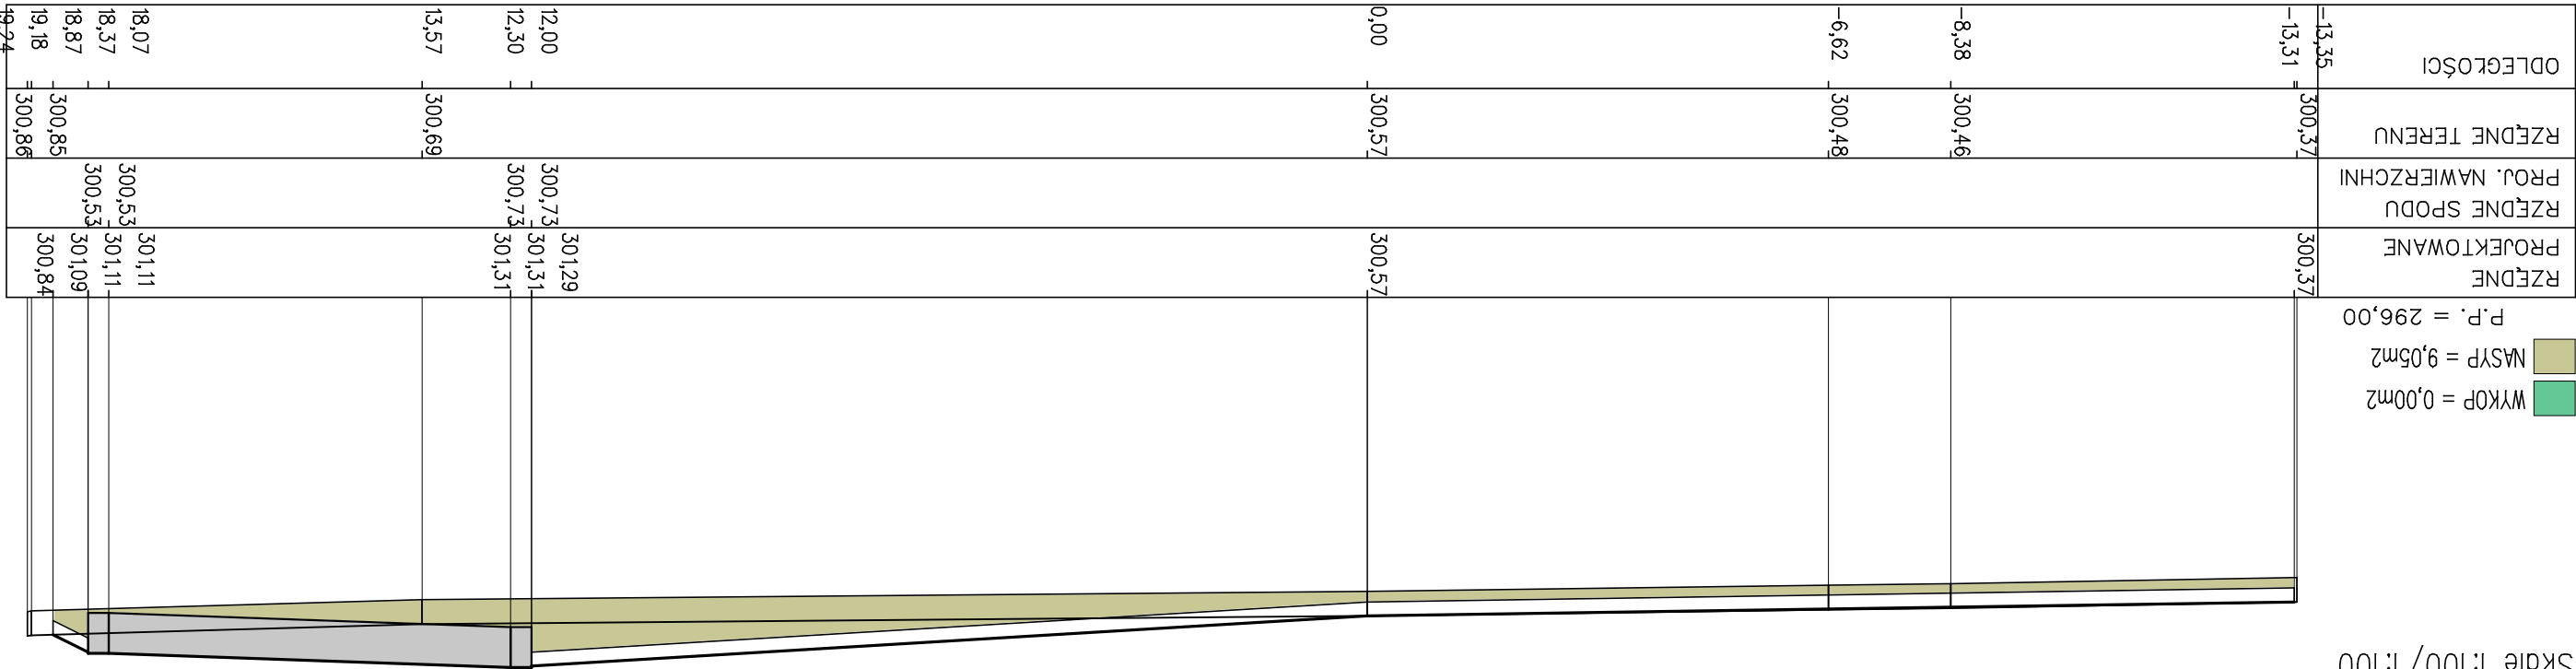 Skale 1:100/1:100
WYKOP = 0,00m2
NASYP = 9,05m2
P.P. = 296,00
RZĘDNE
PROJEKTOWANE
300,37 300,57 301,29 301,31 301,31 301,11 301,11 301,09 300,84
RZĘDNE SPODU
PROJ. NAWIERZCHNI
300,73 300,73 300,53 300,53
RZĘDNE TERENU
300,37 300,46 300,48 300,57 300,69 300,85 300,86
ODLEGŁOŚCI
-13,35 -13,31 -8,38 -6,62 0,00 12,00 12,30 13,57 18,07 18,37 18,87 19,18 19,24